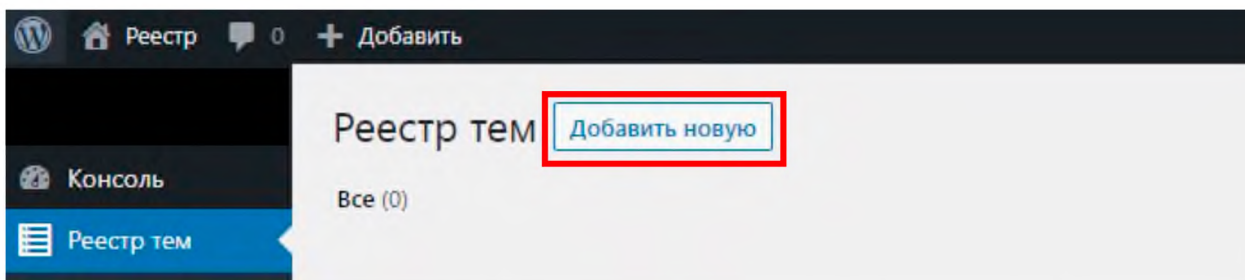 Реестр 0 Добавить
Реестр тем Добавить новую
Консоль
Все (0)
Реестр тем